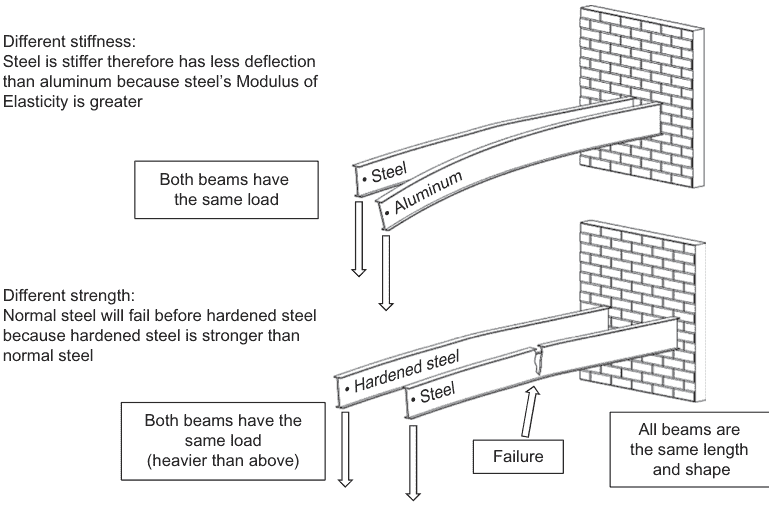 Different stiffness:
Steel is stiffer therefore has less deflection
than aluminum because steel's Modulus of
Elasticity is greater
Steel
Both beams have
the same load
Aluminum
Different strength:
Normal steel will fail before hardened steel
because hardened steel is stronger than
normal steel
Hardened steel
Steel
Both beams have the
same load
(heavier than above)
Failure
All beams are
the same length
and shape